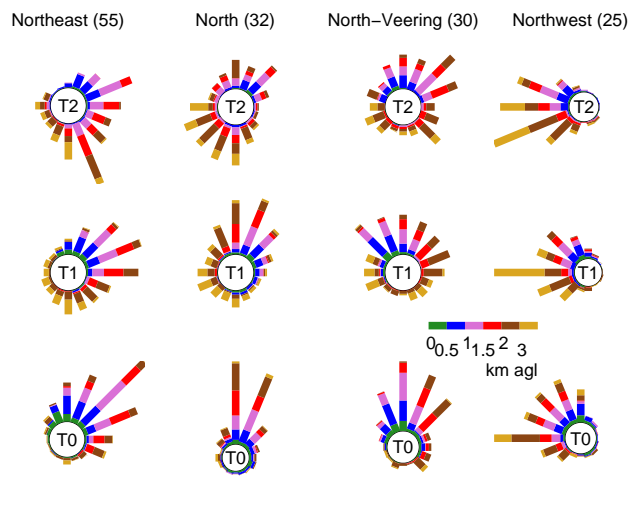 Northeast (55) North (32) North−Veering (30) Northwest (25)
T2 T2 T2 T2
T1 T1 T1 T1
0 0.5 1 1.5 2 3
km agl
T0 T0 T0 T0